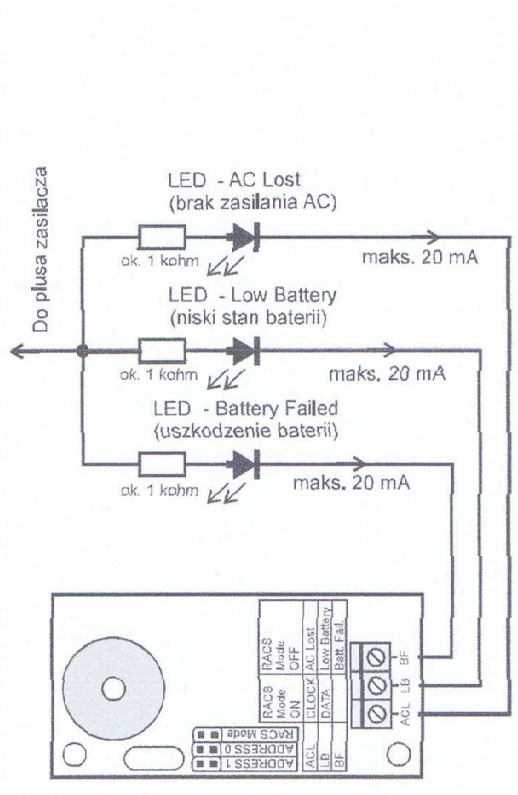 Do plusa zasilacza
LED - AC Lost
(brak zasilania AC)
ok. 1 kohm
maks. 20 mA
LED - Low Battery
(niski stan baterii)
ok. 1 kohm
maks. 20 mA
LED - Battery Failed
(uszkodzenie baterii)
ok. 1 kohm
maks. 20 mA
RACS Mode ON
RACS Mode OFF
ACL CLOCK AC Lost
LB DATA Low Battery
BF Batt. Fail.
RACS Mode
ADDRESS 0
ADDRESS 1
BF
LB
ACL